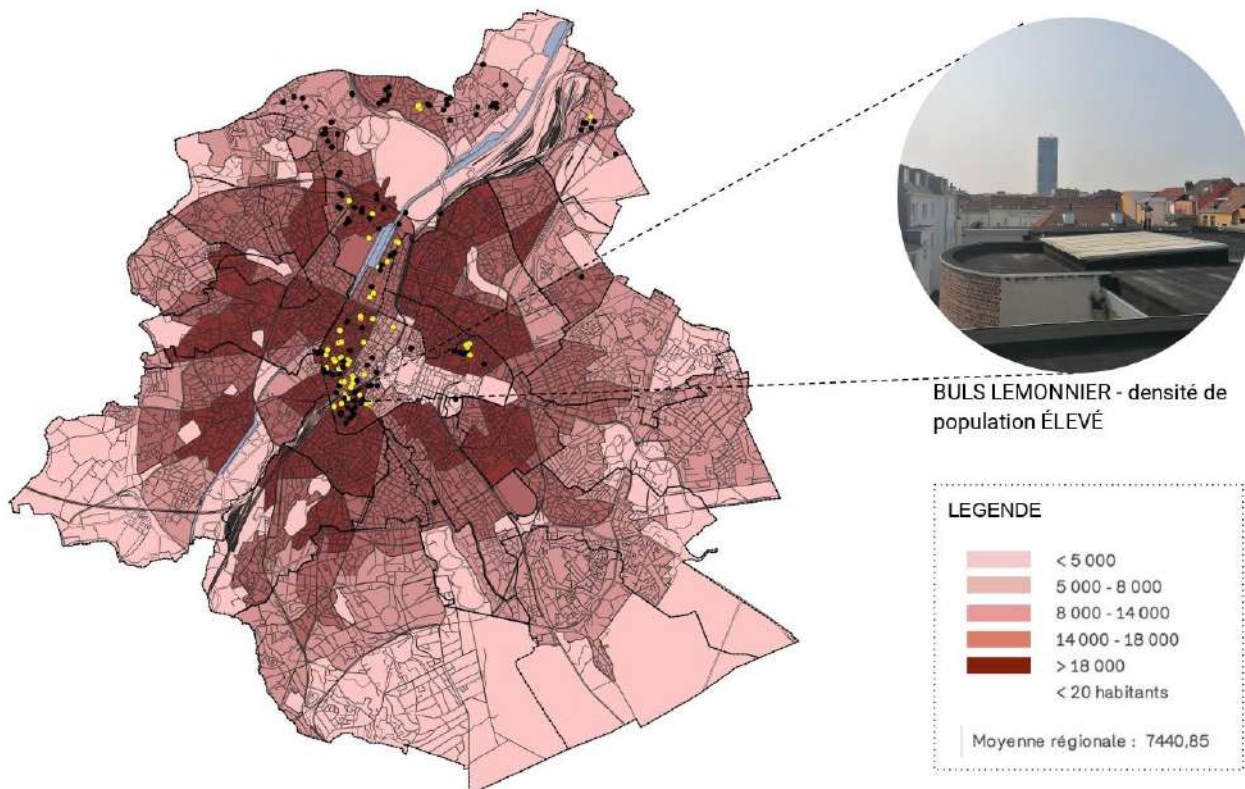 BULS LEMONNIER - densité de
population ÉLEVÉ
LEGENDE
< 5 000
5 000 - 8 000
8 000 - 14 000
14 000 - 18 000
> 18 000
< 20 habitants
Moyenne régionale : 7440,85